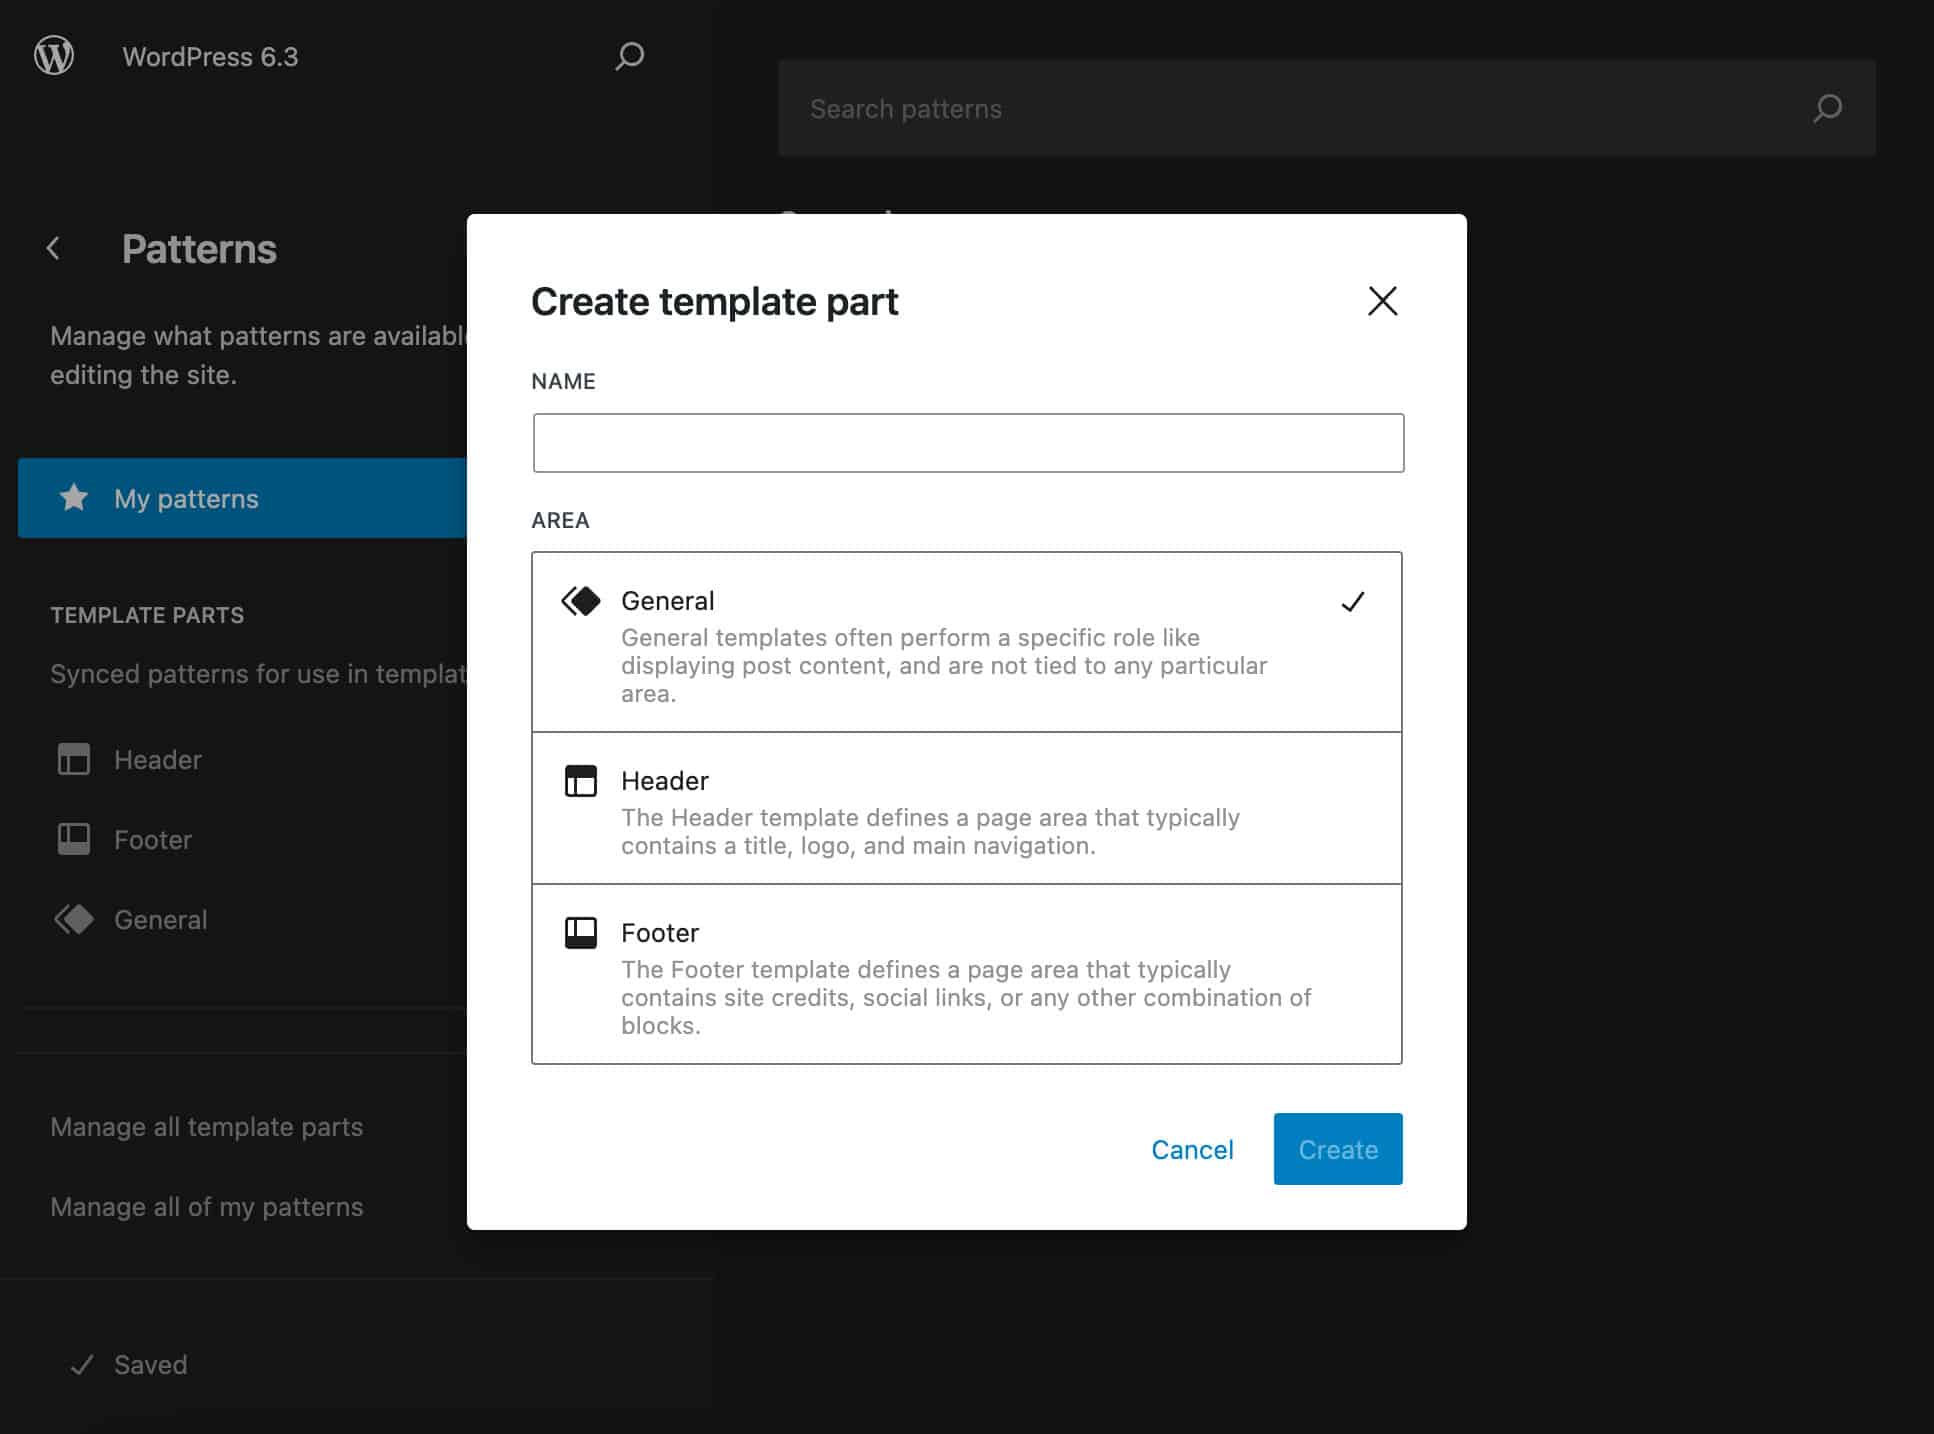 WordPress 6.3
Search patterns
Patterns
Manage what patterns are
editing the site.
My patterns
TEMPLATE PARTS
Synced patterns for use in
Header
Footer
General
Manage all template parts
Manage all of my patterns
Saved
Create template part
NAME
AREA
General
General templates often perform a specific role like
displaying post content, and are not tied to any particular
area.
Header
The Header template defines a page area that typically
contains a title, logo, and main navigation.
Footer
The Footer template defines a page area that typically
contains site credits, social links, or any other combination of
blocks.
Cancel
Create